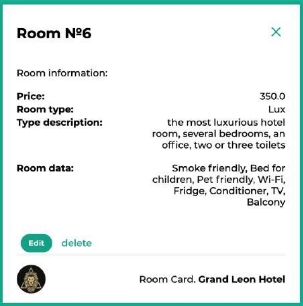 Room №6
Room information:
Price: 350.0
Room type: Lux
Type description: the most luxurious hotel
room, several bedrooms, an
office, two or three toilets
Room data: Smoke friendly, Bed for
children, Pet friendly, Wi-Fi,
Fridge, Conditioner, TV,
Balcony
Edit delete
Room Card. Grand Leon Hotel